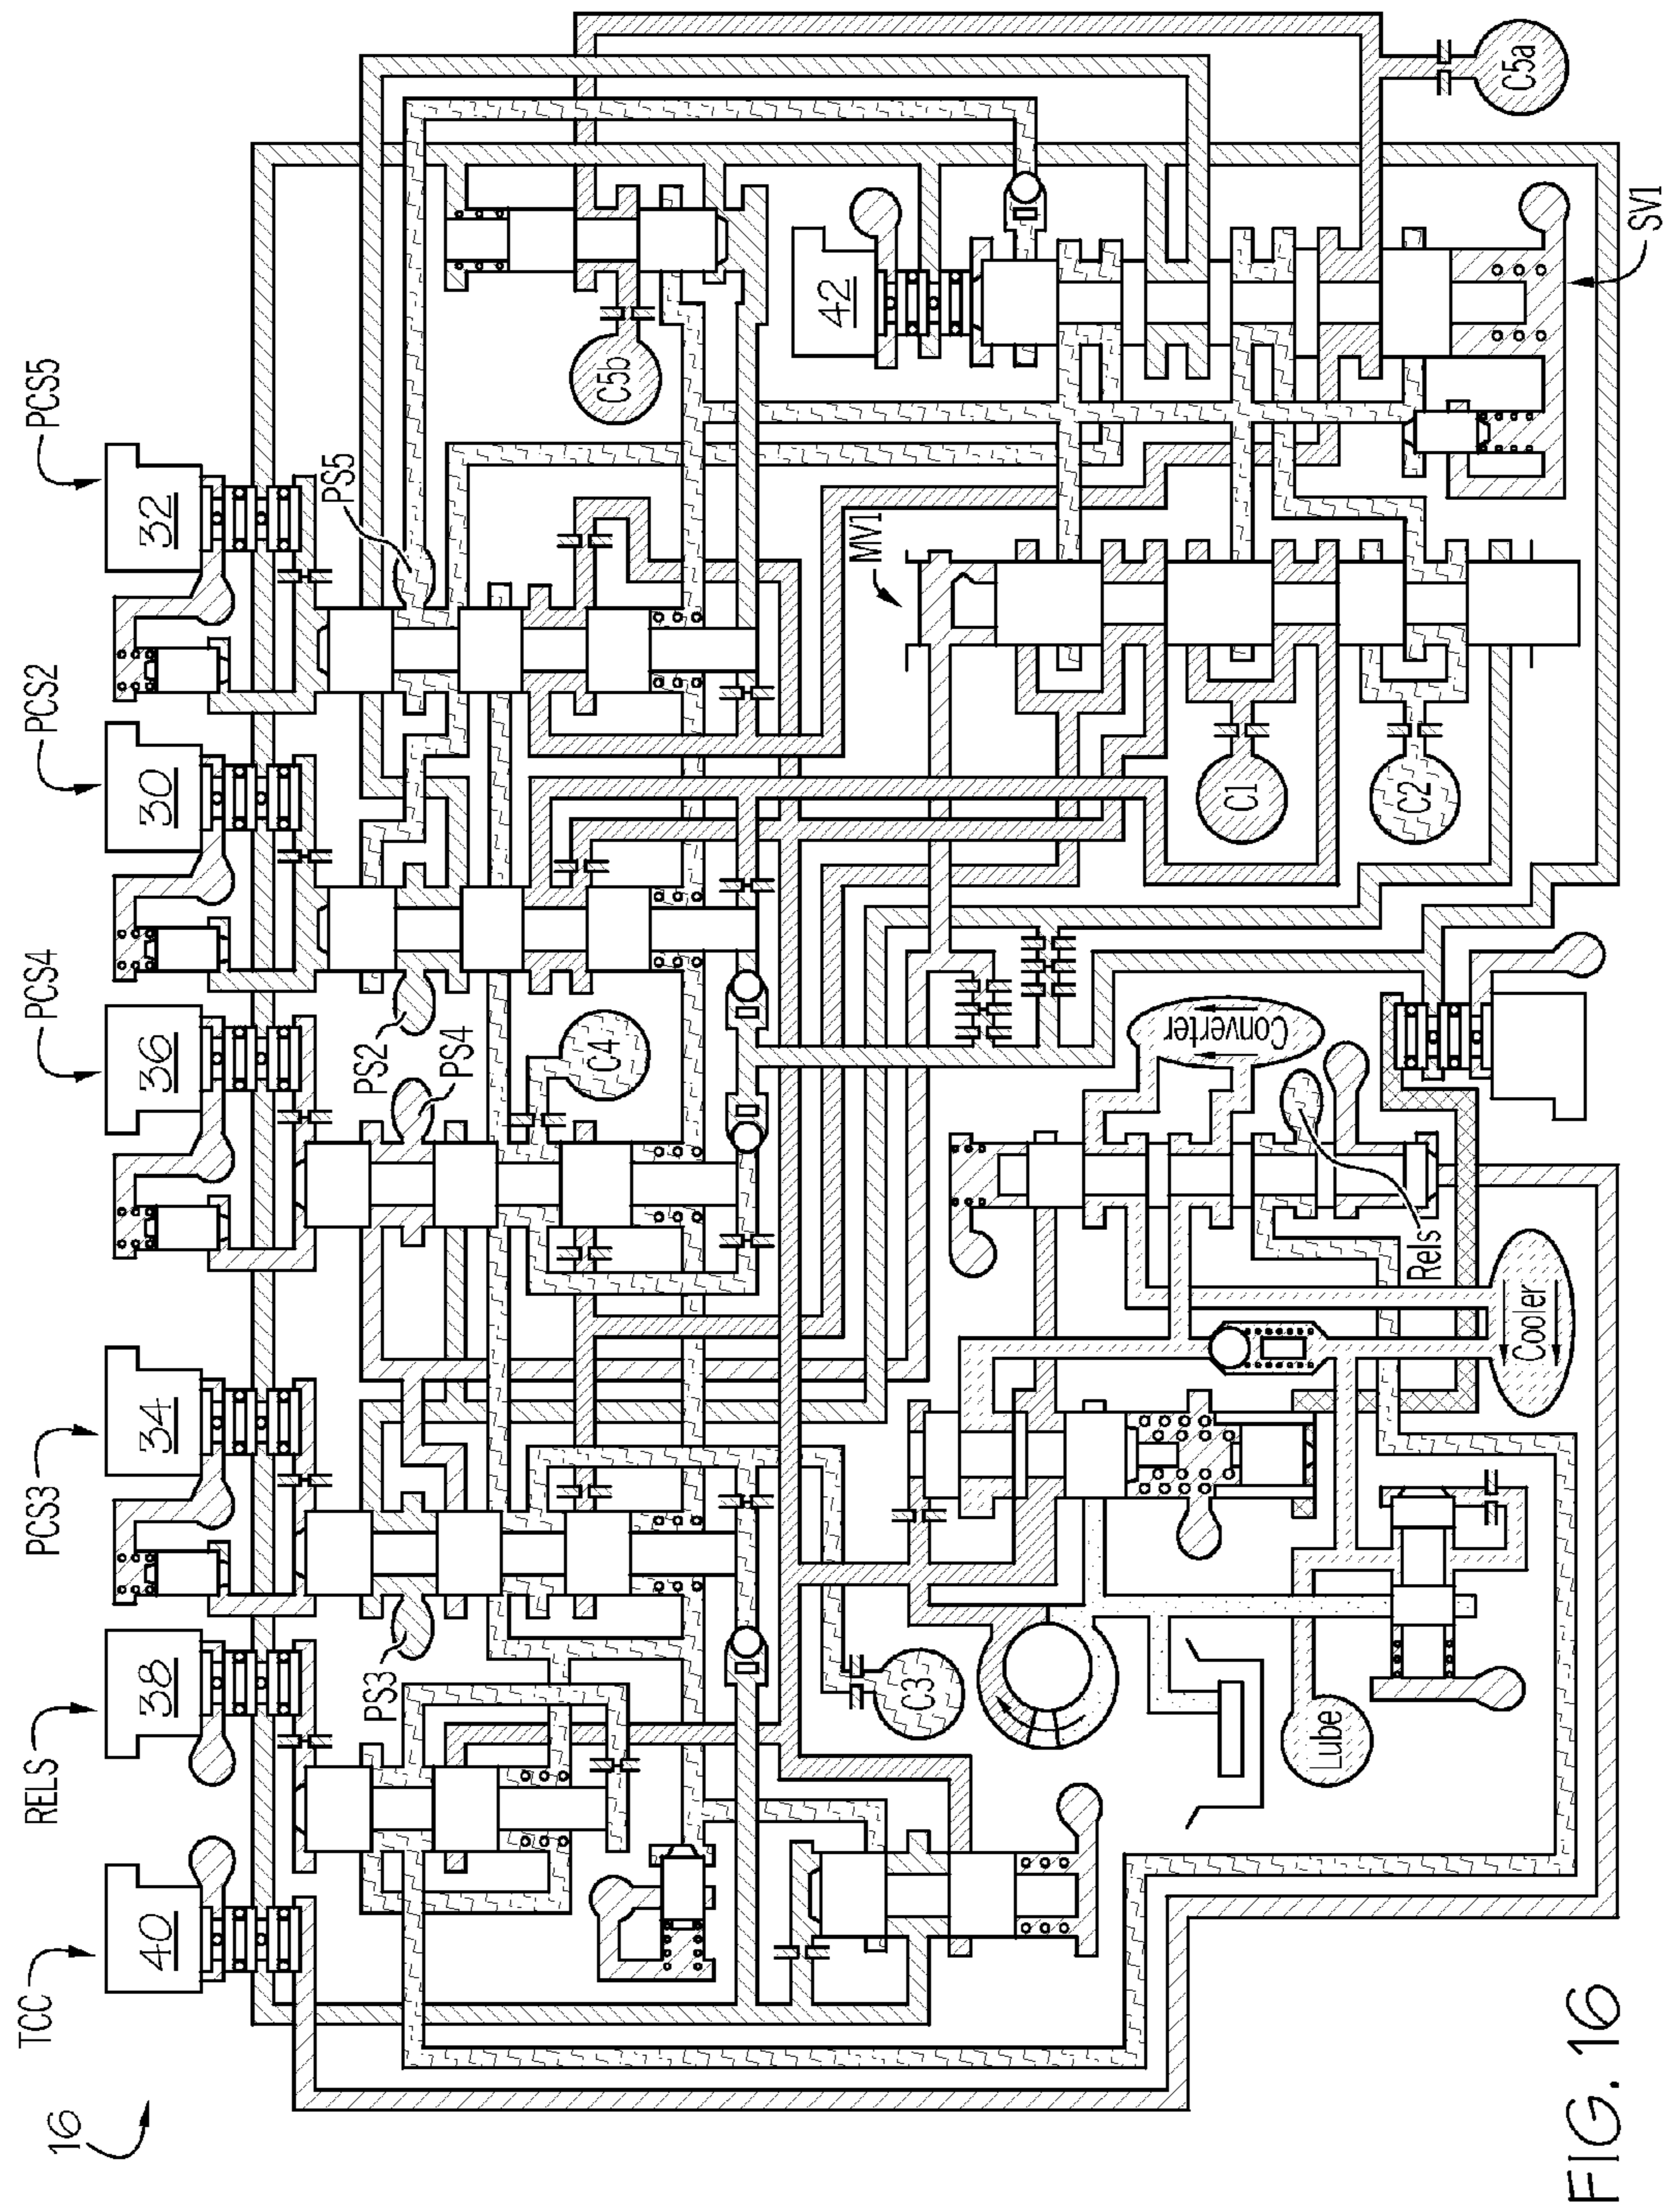 16
TCC
40
RELS
38
PCS3
34
PCS4
36
PCS2
30
PCS5
32
PS3
PS4
PS2
PS5
C4
C5b
42
C5a
SV1
MV1
C1
C2
C3
Converter
Rels
Cooler
Lube
FIG. 16